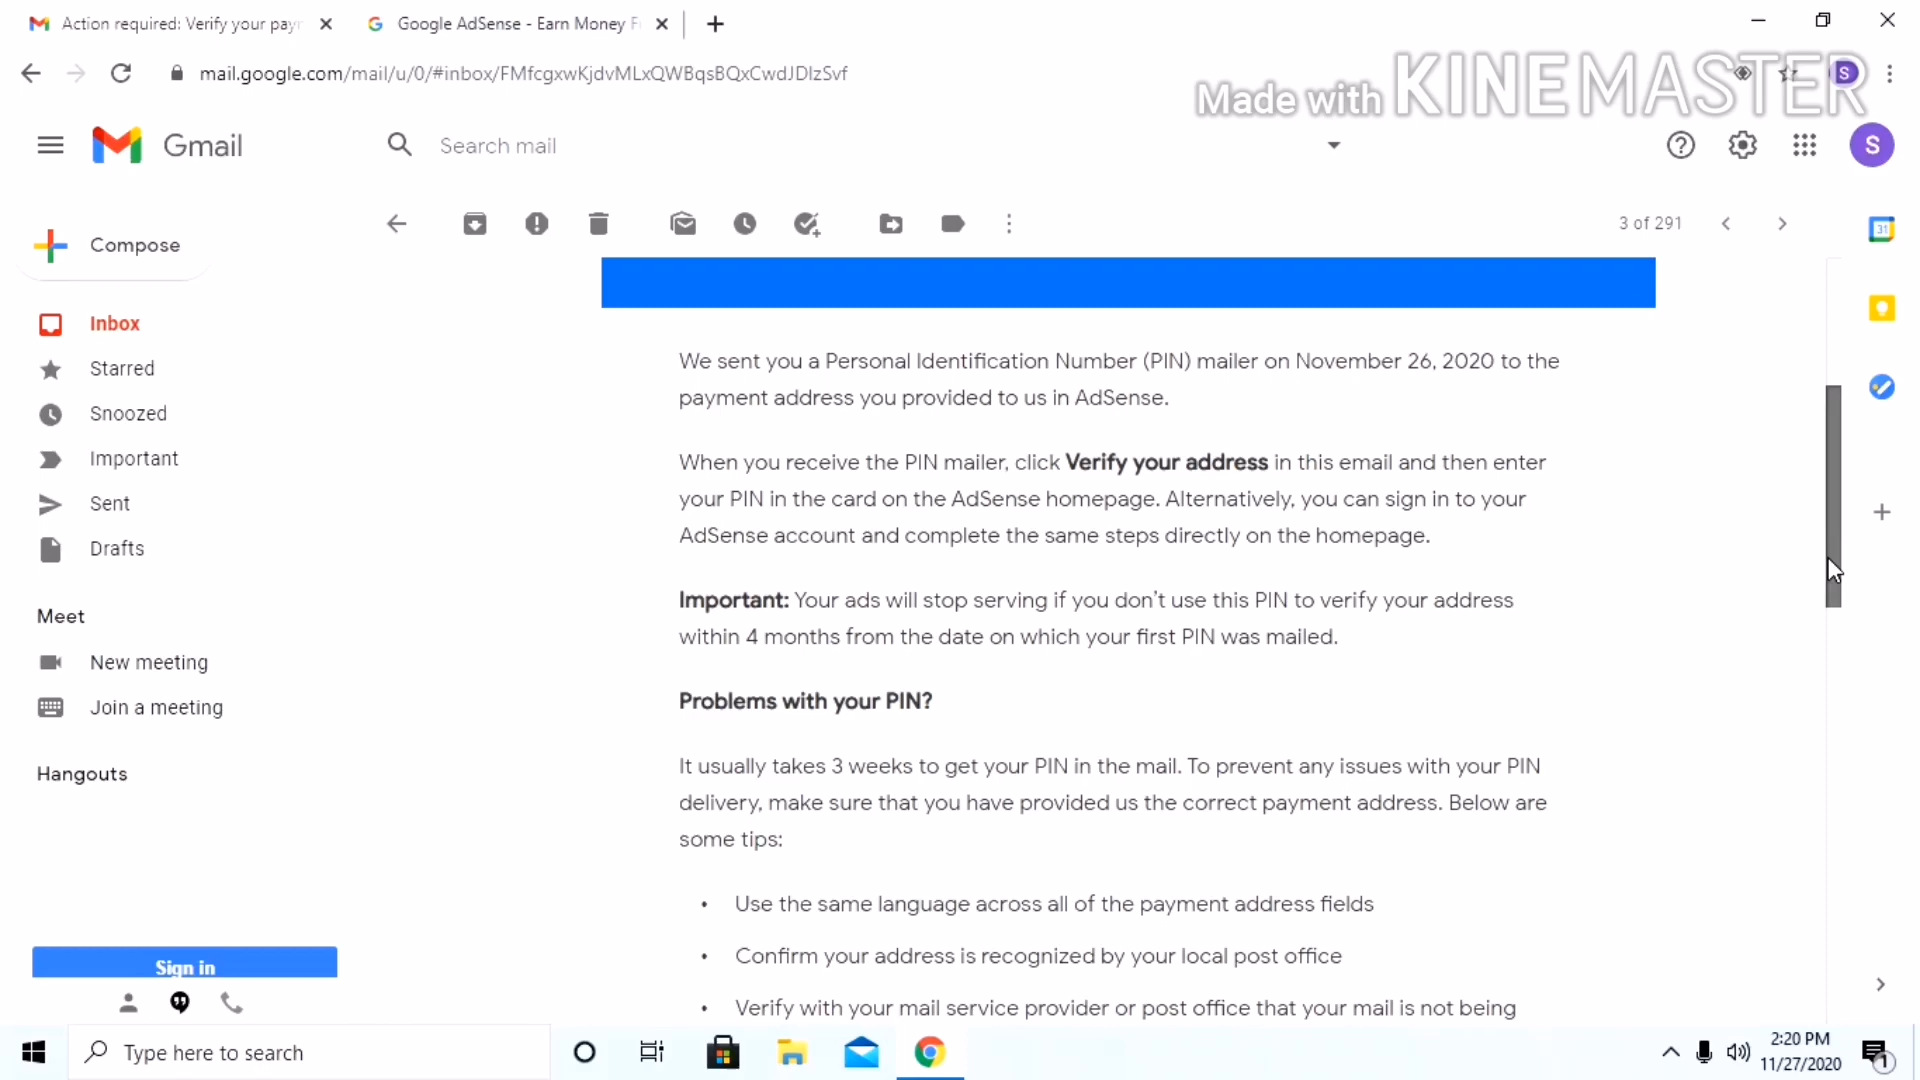 Action required: Verify your payr
Google AdSense - Earn Money F
mail.google.com/mail/u/0/#inbox/FMfcgxwKjdvMLxQWBqsBQxCwdJDlzSvf
S
Made with KINEMASTER
Gmail
Search mail
S
Compose
3 of 291
31
Inbox
Starred
Snoozed
Important
Sent
Drafts
Meet
New meeting
Join a meeting
Hangouts
Sign in
We sent you a Personal Identification Number (PIN) mailer on November 26, 2020 to the
payment address you provided to us in AdSense.
When you receive the PIN mailer, click Verify your address in this email and then enter
your PIN in the card on the AdSense homepage. Alternatively, you can sign in to your
AdSense account and complete the same steps directly on the homepage.
Important: Your ads will stop serving if you don't use this PIN to verify your address
within 4 months from the date on which your first PIN was mailed.
Problems with your PIN?
It usually takes 3 weeks to get your PIN in the mail. To prevent any issues with your PIN
delivery, make sure that you have provided us the correct payment address. Below are
some tips:
• Use the same language across all of the payment address fields
• Confirm your address is recognized by your local post office
• Verify with your mail service provider or post office that your mail is not being
Type here to search
2:20 PM
11/27/2020
1